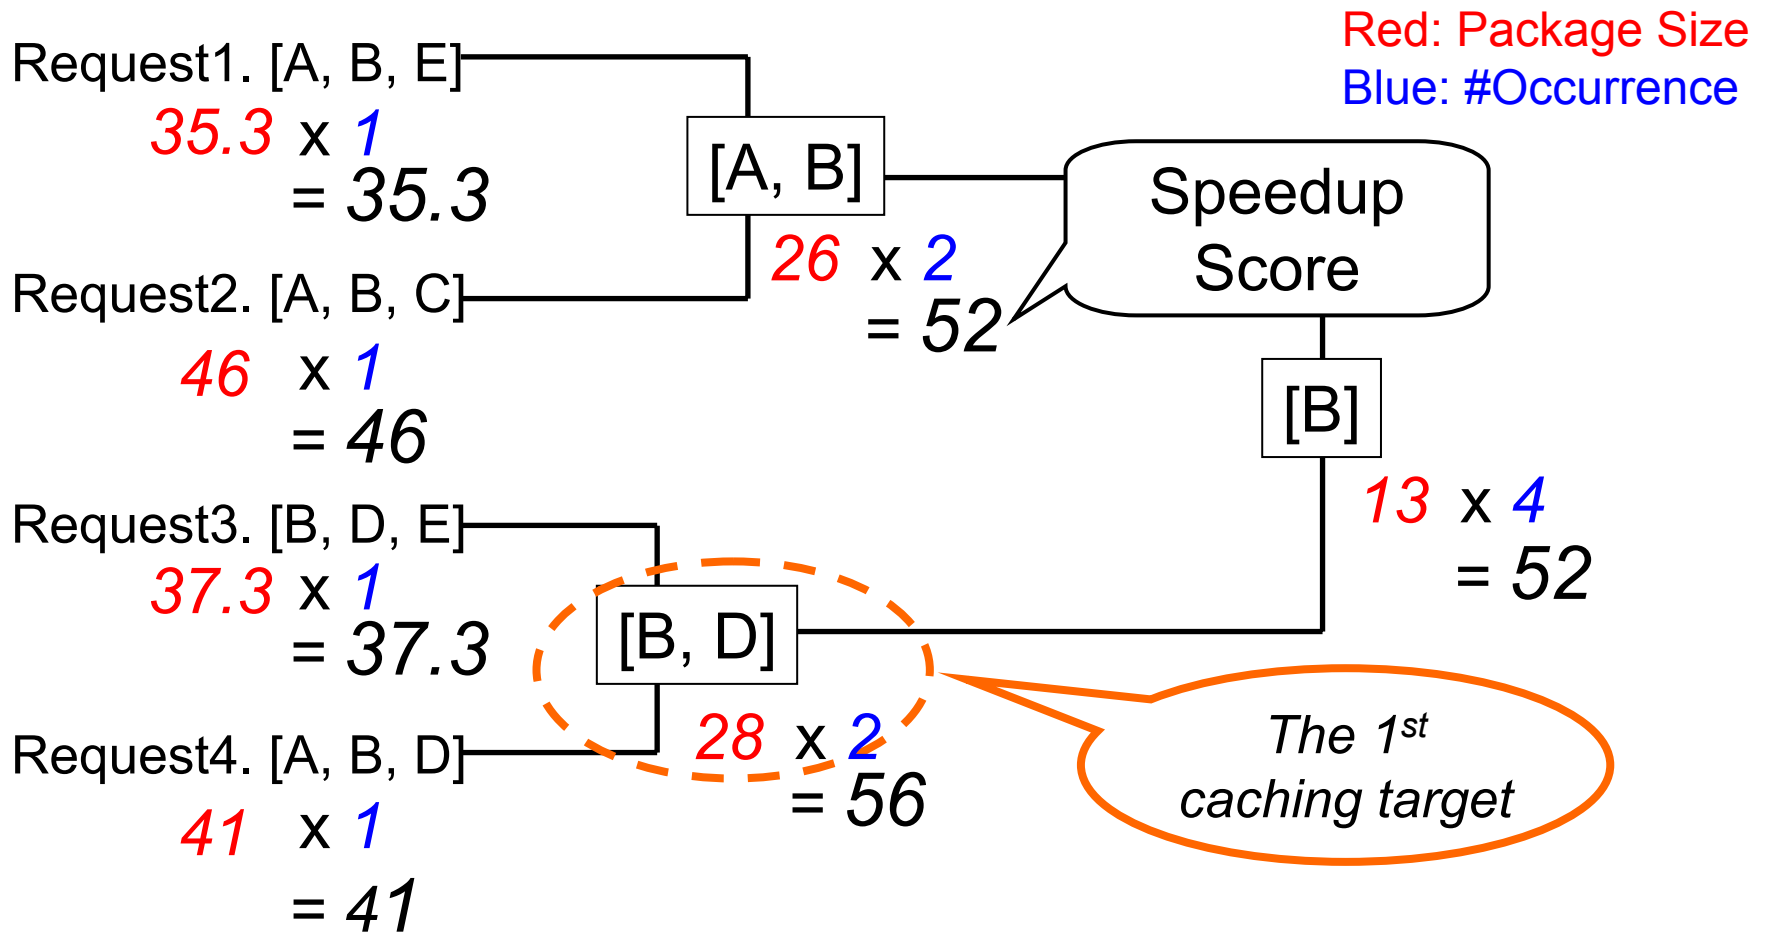 Red: Package Size
Blue: #Occurrence
Request1. [A, B, E]
35.3 x 1
= 35.3
[A, B]
26 x 2
= 52
Speedup
Score
Request2. [A, B, C]
46 x 1
= 46
[B]
13 x 4
= 52
Request3. [B, D, E]
37.3 x 1
= 37.3
[B, D]
28 x 2
= 56
The 1st
caching target
Request4. [A, B, D]
41 x 1
= 41